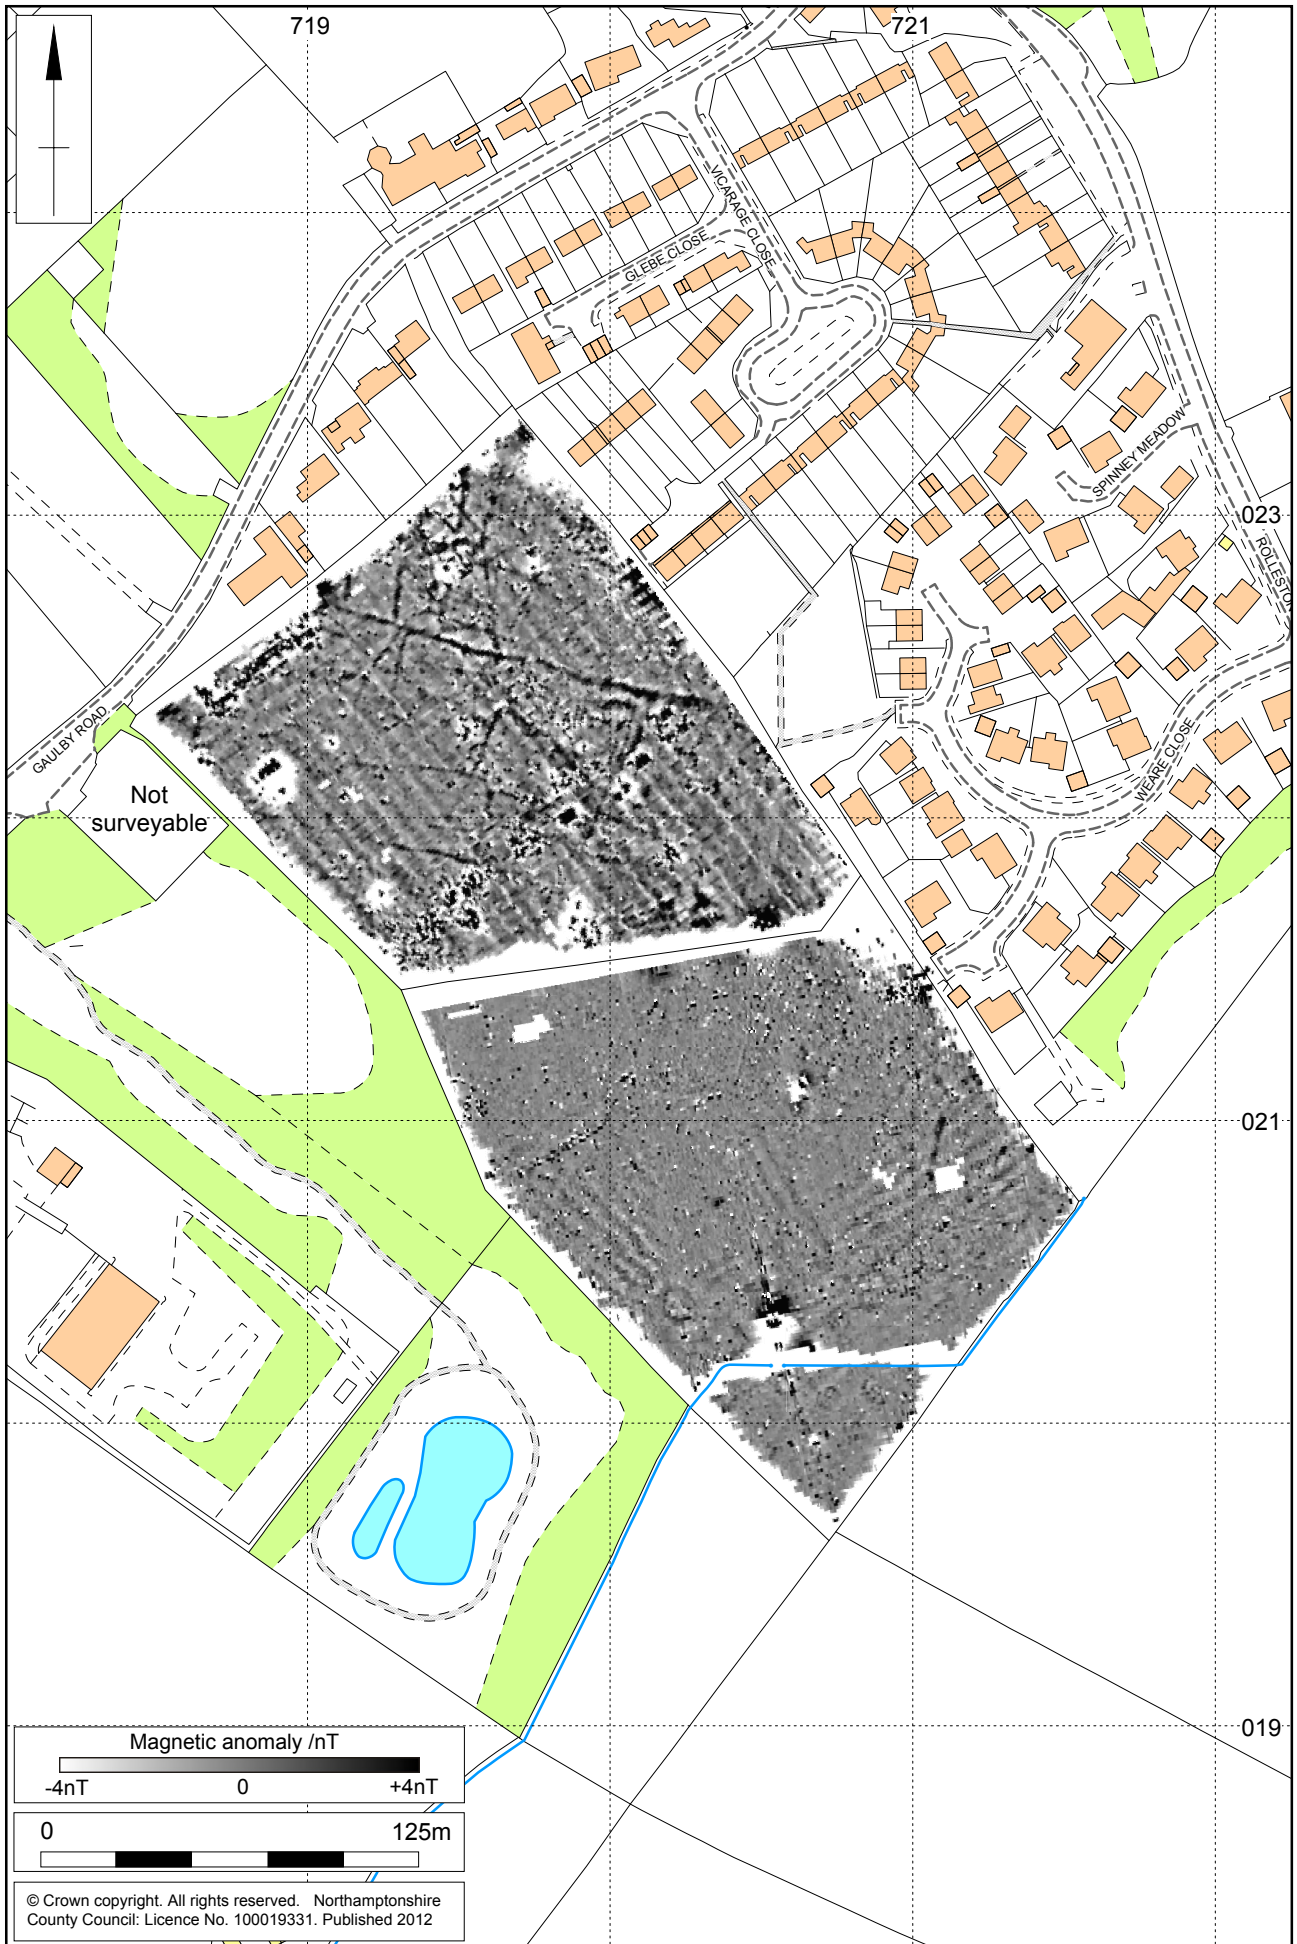 719
721
VICARAGE CLOSE
GLEBE CLOSE
SPINNEY MEADOW
023
ROLLESTON
GAULBY ROAD
WEARE CLOSE
Not
surveyable
021
019
Magnetic anomaly /nT
-4nT 0 +4nT
0 125m
© Crown copyright. All rights reserved. Northamptonshire
County Council: Licence No. 100019331. Published 2012